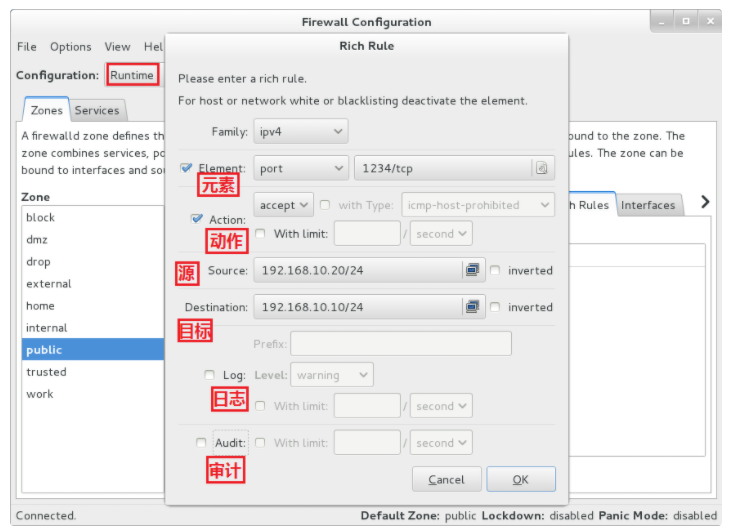 Firewall Configuration
File Options View Hel
Configuration: Runtime
Zones Services
A firewalld zone defines th
zone combines services, po
bound to interfaces and so
Zone
block
dmz
drop
external
home
internal
public
trusted
work
Rich Rule
Please enter a rich rule.
For host or network white or blacklisting deactivate the element.
Family: ipv4
Element: port 1234/tcp
元素
Action: accept with Type: icmp-host-prohibited
动作
With limit: / second
源 Source: 192.168.10.20/24 inverted
Destination: 192.168.10.10/24 inverted
目标
Prefix:
Log: Level: warning
日志
With limit: / second
Audit: With limit: / second
审计
Cancel OK
ound to the zone. The
ules. The zone can be
h Rules Interfaces
Connected.
Default Zone: public Lockdown: disabled Panic Mode: disabled